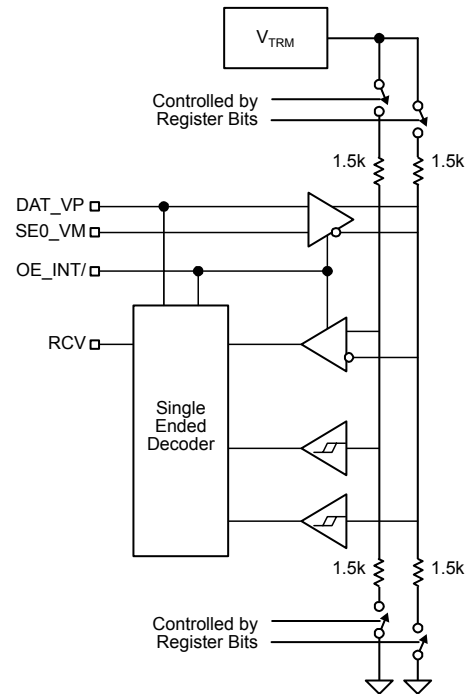 VTRM
Controlled by
Register Bits
1.5k
1.5k
DAT_VP
SE0_VM
OE_INT/
RCV
Single
Ended
Decoder
1.5k
1.5k
Controlled by
Register Bits